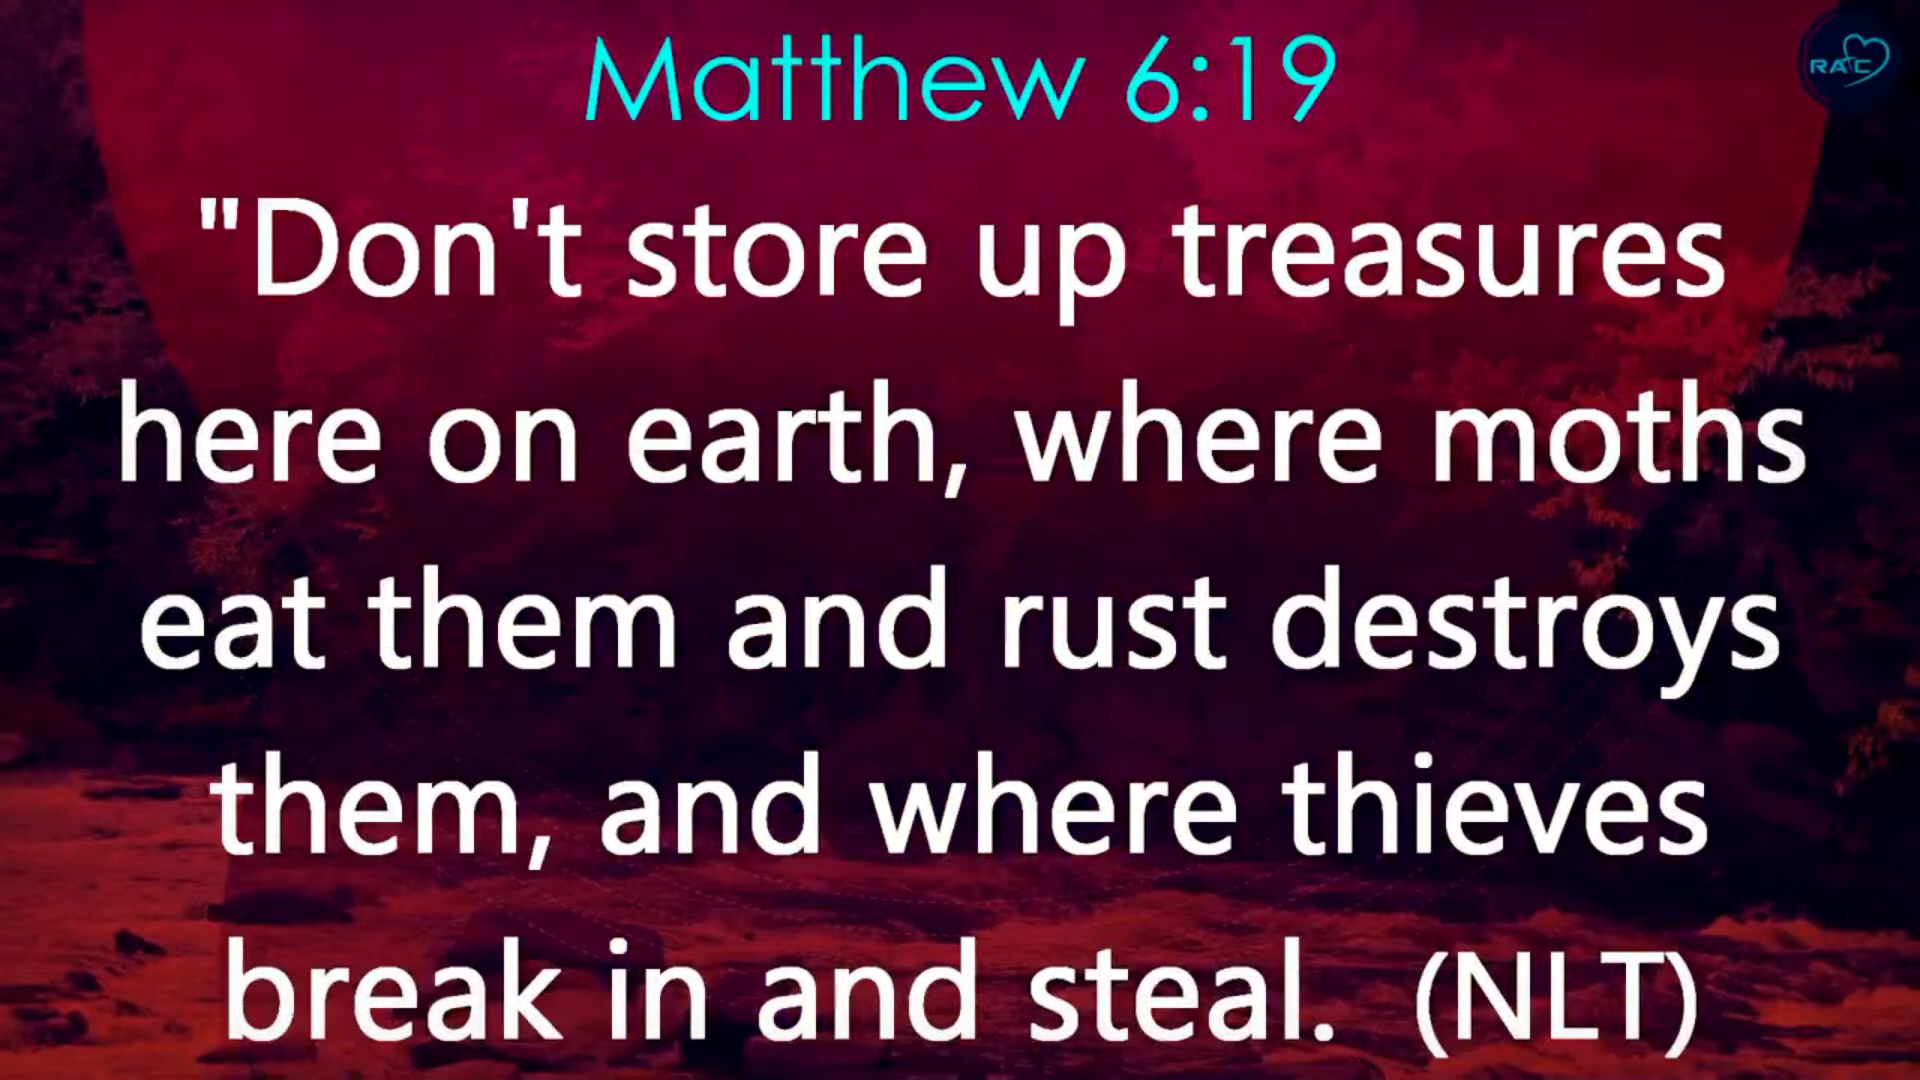 Matthew 6:19
RAC
"Don't store up treasures
here on earth, where moths
eat them and rust destroys
them, and where thieves
break in and steal. (NLT)